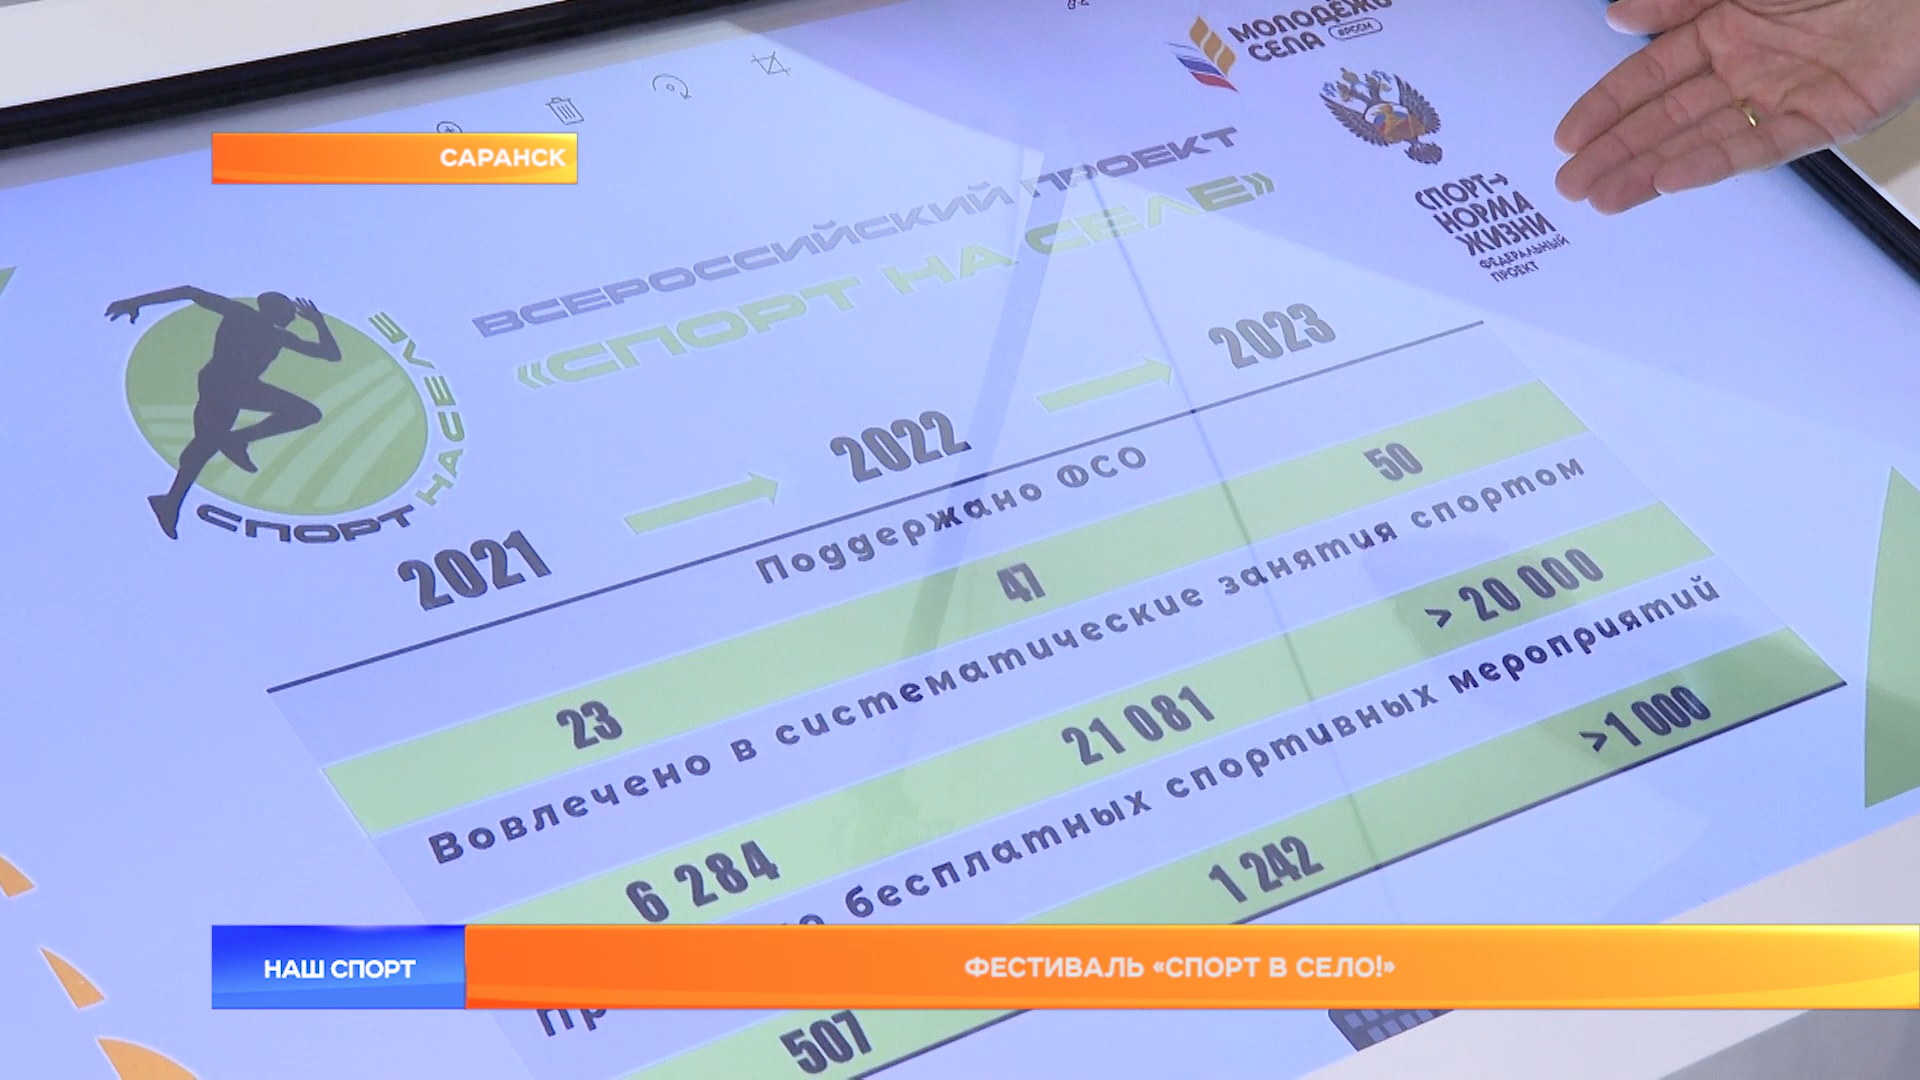 МОЛОДЁЖЬ
СЕЛА
САРАНСК
ВСЕРОССИЙСКИЙ ПРОЕКТ
«СПОРТ НА СЕЛЕ»
СПОРТ→
НОРМА
ЖИЗНИ
ФЕДЕРАЛЬНЫЙ
ПРОЕКТ
СПОРТ НА СЕЛЕ
2021 2022 2023
Поддержано ФСО
23 47 50
Вовлечено в систематические занятия спортом
6 284 21 081 > 20 000
бесплатных спортивных мероприятий
507 1 242 >1 000
НАШ СПОРТ
ФЕСТИВАЛЬ «СПОРТ В СЕЛО!»